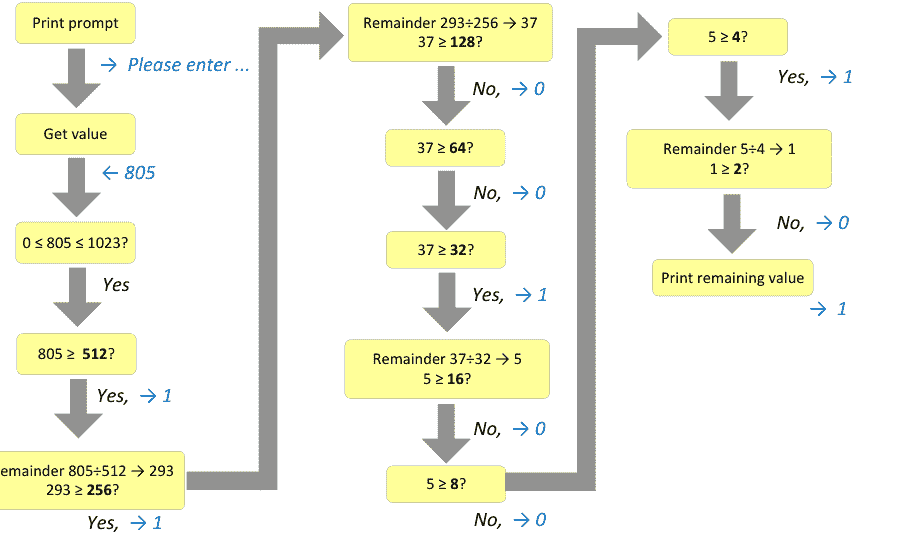 Print prompt
→ Please enter ...
Get value
← 805
0 ≤ 805 ≤ 1023?
Yes
805 ≥ 512?
Yes, → 1
emainder 805÷512 → 293
293 ≥ 256?
Yes, → 1
Remainder 293÷256 → 37
37 ≥ 128?
No, → 0
37 ≥ 64?
No, → 0
37 ≥ 32?
Yes, → 1
Remainder 37÷32 → 5
5 ≥ 16?
No, → 0
5 ≥ 8?
No, → 0
5 ≥ 4?
Yes, → 1
Remainder 5÷4 → 1
1 ≥ 2?
No, → 0
Print remaining value
→ 1